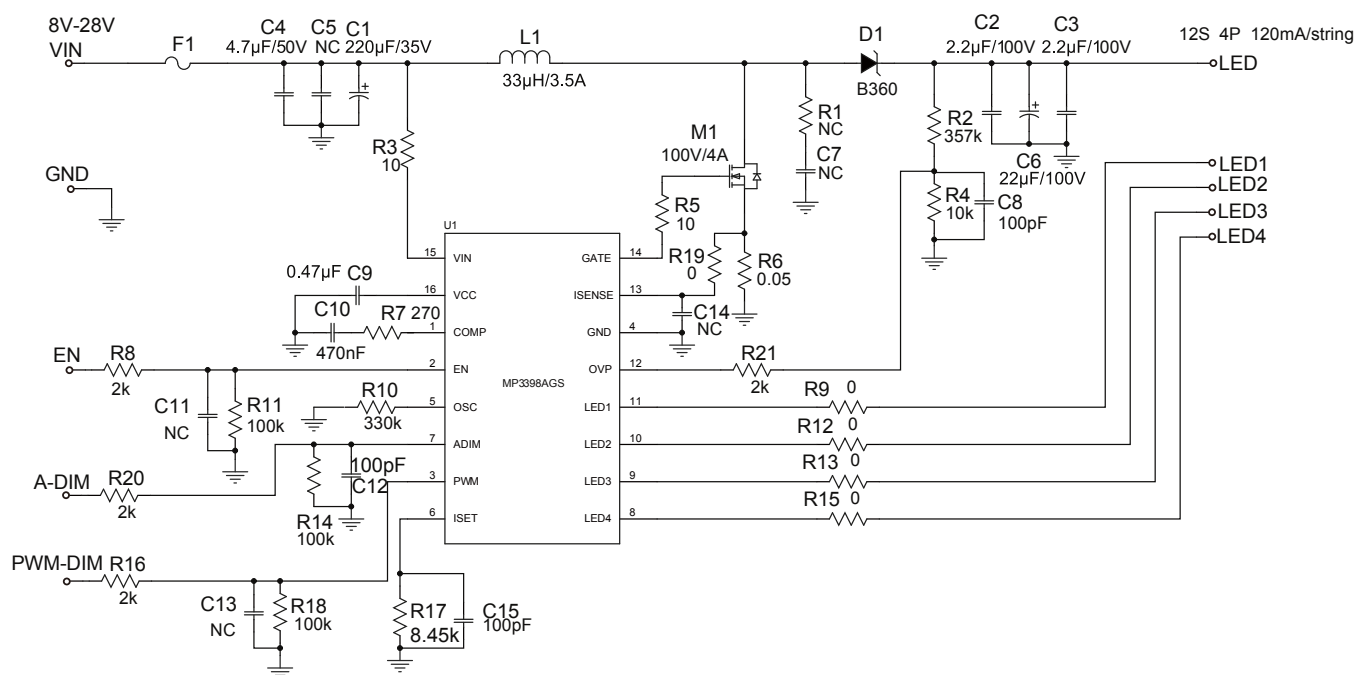 8V-28V
VIN
F1
C4
4.7µF/50V
C5
NC
C1
220µF/35V
L1
33µH/3.5A
D1
B360
C2
2.2µF/100V
C3
2.2µF/100V
12S 4P 120mA/string
LED
R3
10
M1
100V/4A
R1
NC
C7
NC
R2
357k
C6
22µF/100V
GND
R4
10k
C8
100pF
LED1
LED2
LED3
LED4
R5
10
R19
0
R6
0.05
U1
15
VIN
GATE
14
0.47µF
C9
16
VCC
ISENSE
13
C10
470nF
R7
270
1
COMP
GND
4
C14
NC
EN
R8
2k
2
EN
OVP
12
R21
2k
MP3398AGS
C11
NC
R11
100k
R10
330k
5
OSC
LED1
11
R9
0
7
ADIM
LED2
10
R12
0
A-DIM
R20
2k
R14
100k
100pF
C12
3
PWM
LED3
9
R13
0
6
ISET
LED4
8
R15
0
PWM-DIM
R16
2k
C13
NC
R18
100k
R17
8.45k
C15
100pF